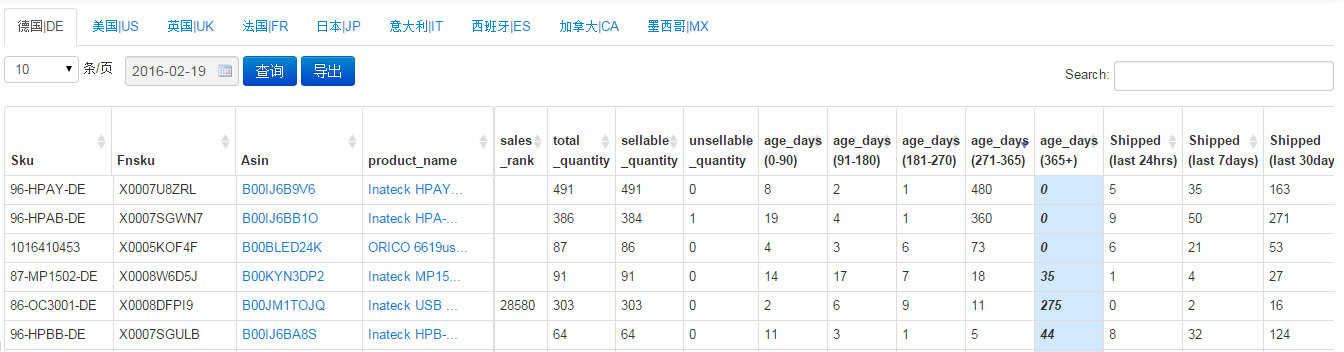 德国|DE 美国|US 英国|UK 法国|FR 日本|JP 意大利|IT 西班牙|ES 加拿大|CA 墨西哥|MX
10 条/页 2016-02-19 查询 导出 Search:
Sku Fnsku Asin product_name sales _rank total _quantity sellable _quantity unsellable _quantity age_days (0-90) age_days (91-180) age_days (181-270) age_days (271-365) age_days (365+) Shipped (last 24hrs) Shipped (last 7days) Shipped (last 30day
96-HPAY-DE X0007U8ZRL B00IJ6B9V6 Inateck HPAY... 491 491 0 8 2 1 480 0 5 35 163
96-HPAB-DE X0007SGWN7 B00IJ6BB1O Inateck HPA-... 386 384 1 19 4 1 360 0 9 50 271
1016410453 X0005KOF4F B00BLED24K ORICO 6619us... 87 86 0 4 3 6 73 0 6 21 53
87-MP1502-DE X0008W6D5J B00KYN3DP2 Inateck MP15... 91 91 0 14 17 7 18 35 1 4 27
86-OC3001-DE X0008DFPI9 B00JM1TOJQ Inateck USB ... 28580 303 303 0 2 6 9 11 275 0 2 16
96-HPBB-DE X0007SGULB B00IJ6BA8S Inateck HPB-... 64 64 0 11 3 1 5 44 8 32 124